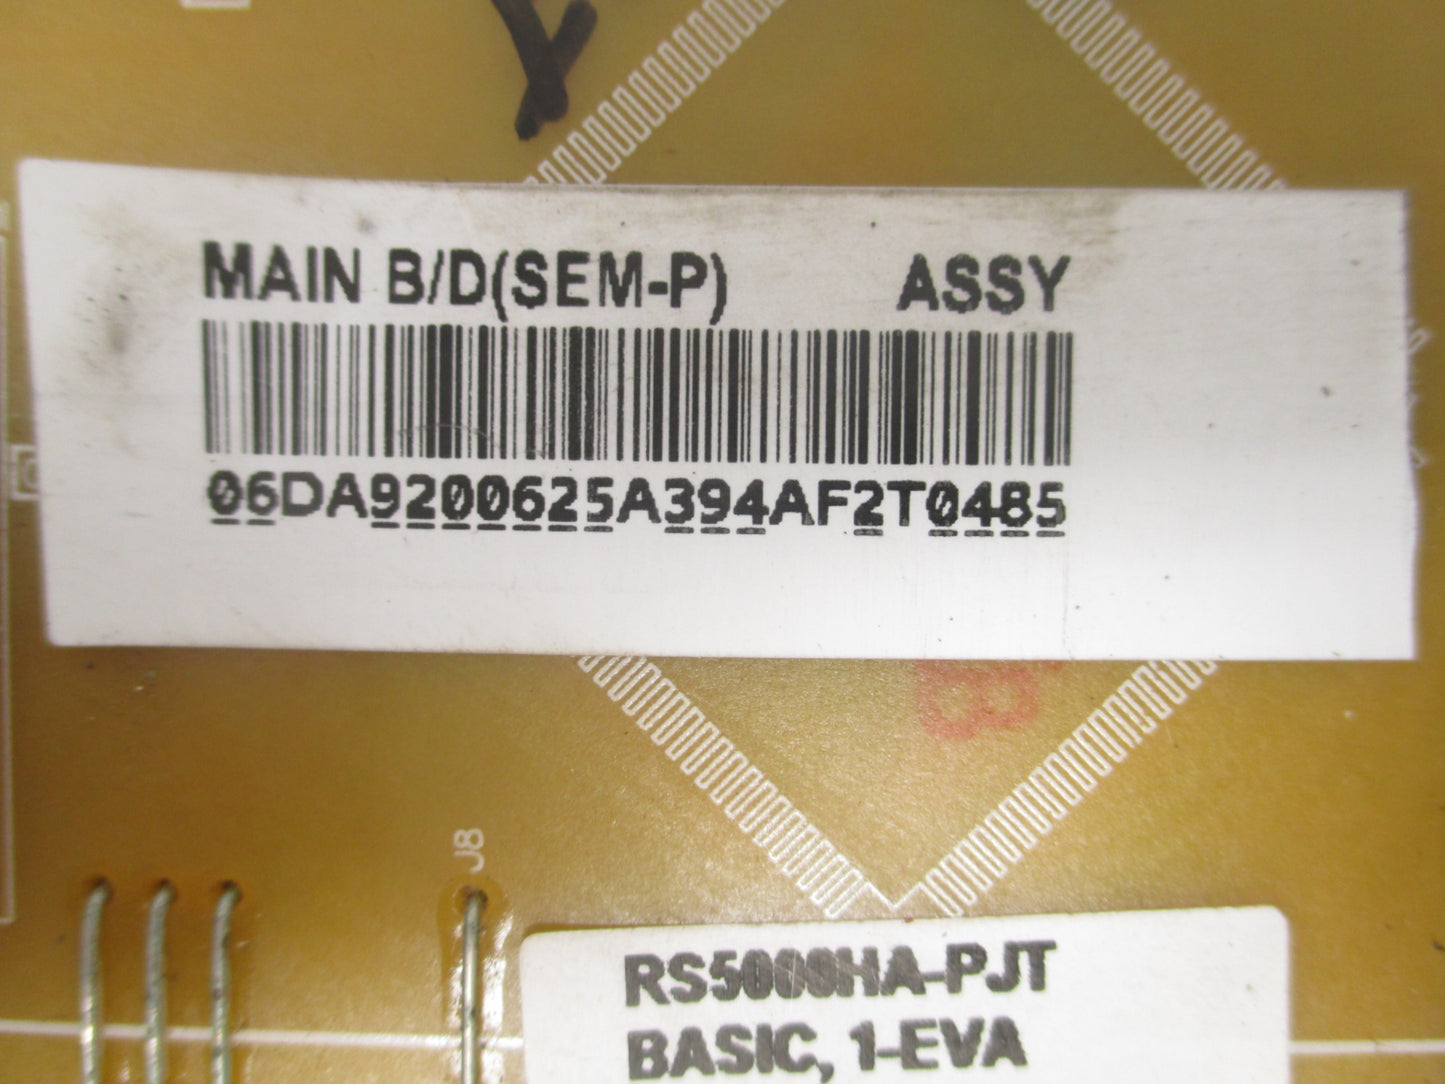 MAIN B/D(SEM-P) ASSY
06DA9200625A394AF2T0485
J8
B
RS5000HA-PJT
BASIC, 1-EVA